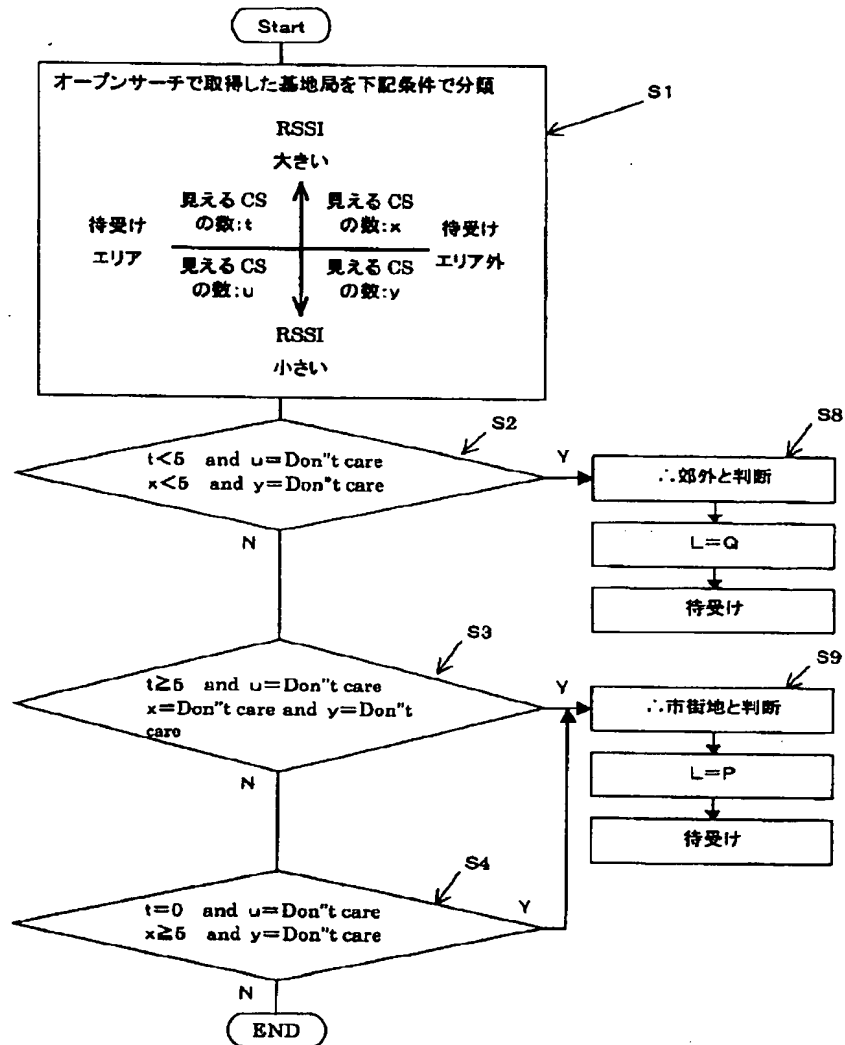 Start
オープンサーチで取得した基地局を下記条件で分類
S1
RSSI
大きい
見える CS
の数:t
見える CS
の数:x
待受け
エリア
待受け
エリア外
見える CS
の数:u
見える CS
の数:y
RSSI
小さい
S2
t<5 and u=Don"t care
x<5 and y=Don"t care
Y
N
S8
∴郊外と判断
L=Q
待受け
S3
t≧5 and u=Don"t care
x=Don"t care and y=Don"t
care
Y
N
S9
∴市街地と判断
L=P
待受け
S4
t=0 and u=Don"t care
x≧5 and y=Don"t care
Y
N
END